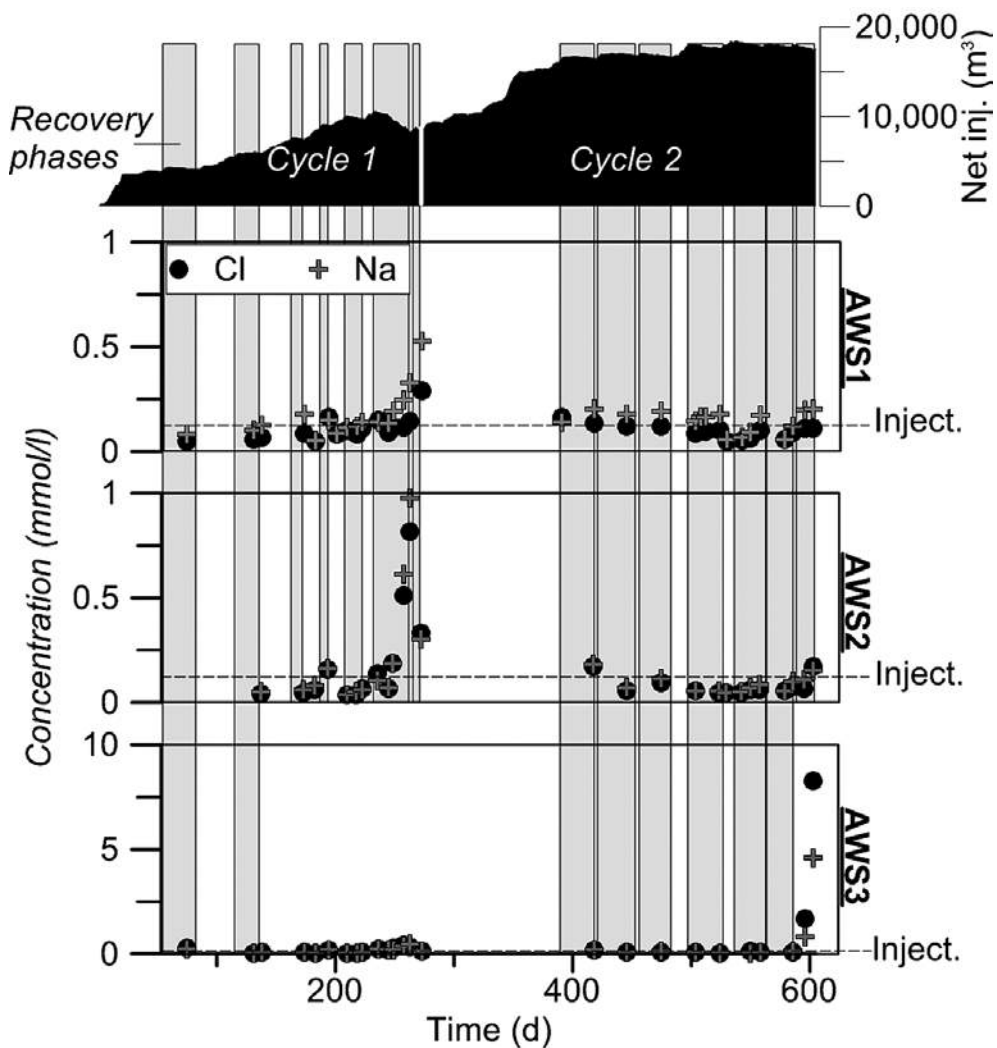 20,000
10,000
0
Net inj. (m³)
Recovery
phases
Cycle 1
Cycle 2
1
0.5
0
Cl
Na
AWS1
Inject.
Concentration (mmol/l)
1
0.5
0
AWS2
Inject.
10
5
0
AWS3
Inject.
200
400
600
Time (d)